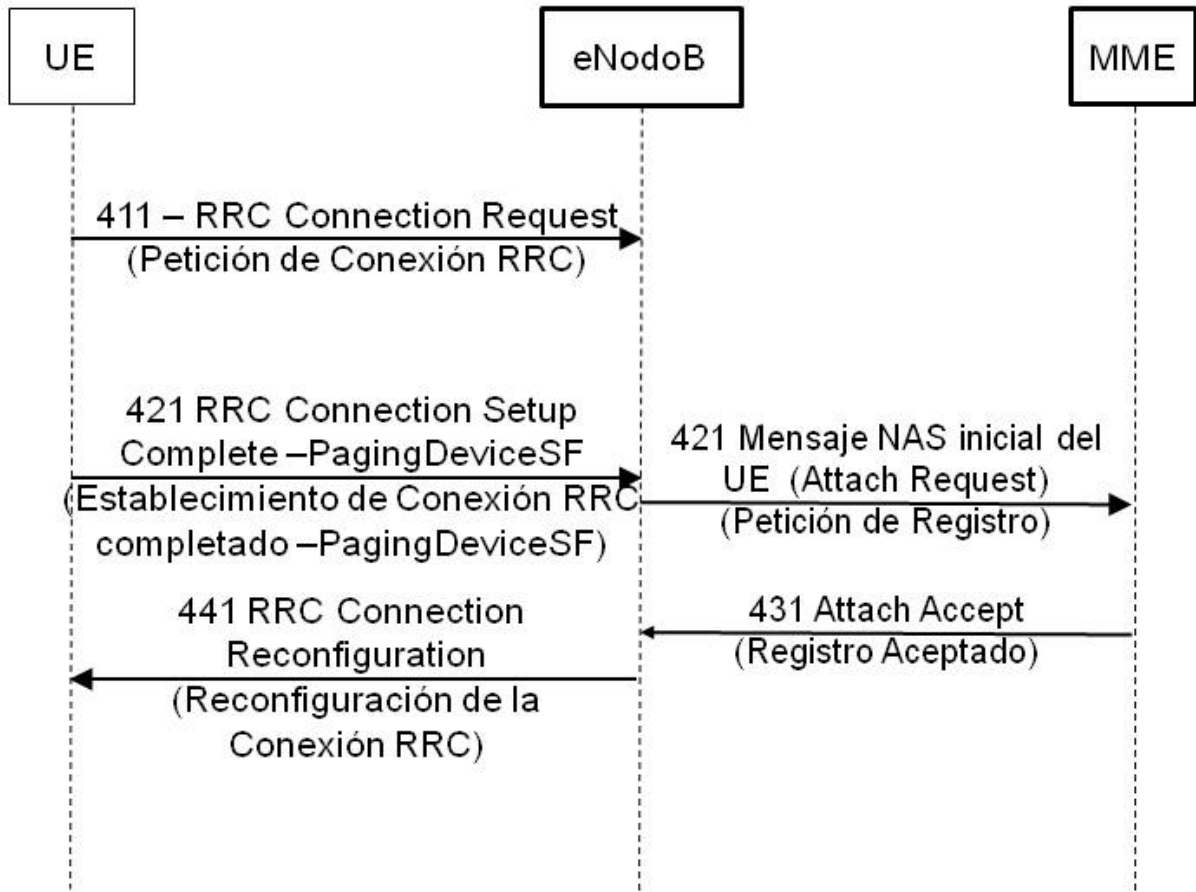 UE
eNodoB
MME
411 – RRC Connection Request
(Petición de Conexión RRC)
421 RRC Connection Setup
Complete –PagingDeviceSF
(Establecimiento de Conexión RRC
completado –PagingDeviceSF)
421 Mensaje NAS inicial del
UE (Attach Request)
(Petición de Registro)
431 Attach Accept
(Registro Aceptado)
441 RRC Connection
Reconfiguration
(Reconfiguración de la
Conexión RRC)